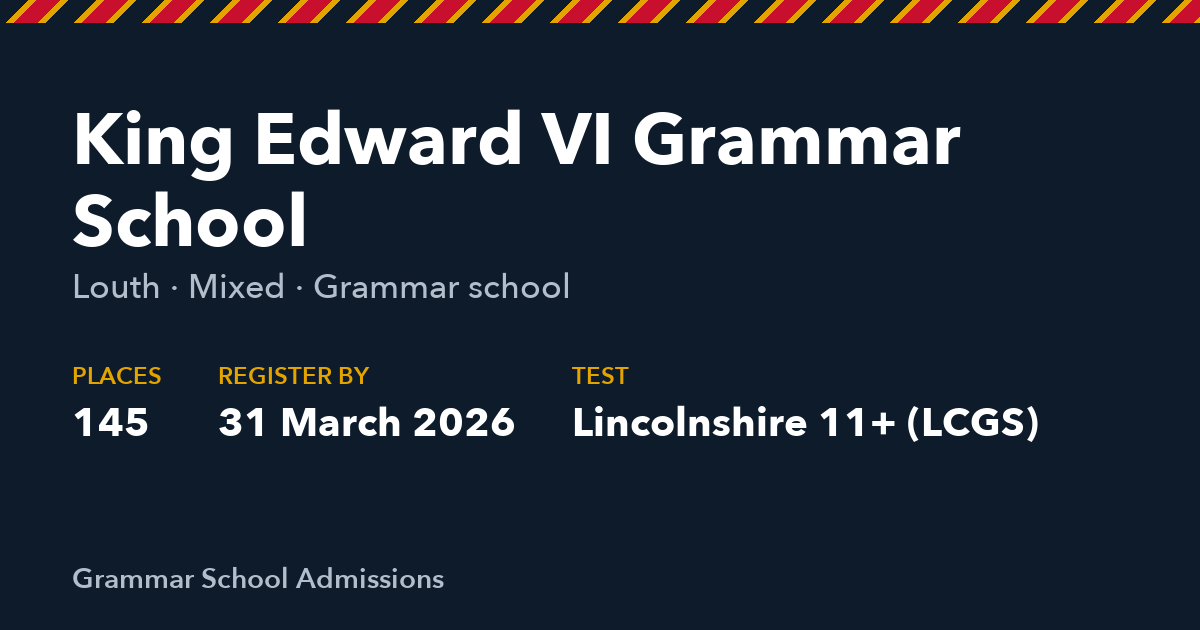 King Edward VI Grammar
School
Louth · Mixed · Grammar school
PLACES REGISTER BY TEST
145 31 March 2026 Lincolnshire 11+ (LCGS)
Grammar School Admissions